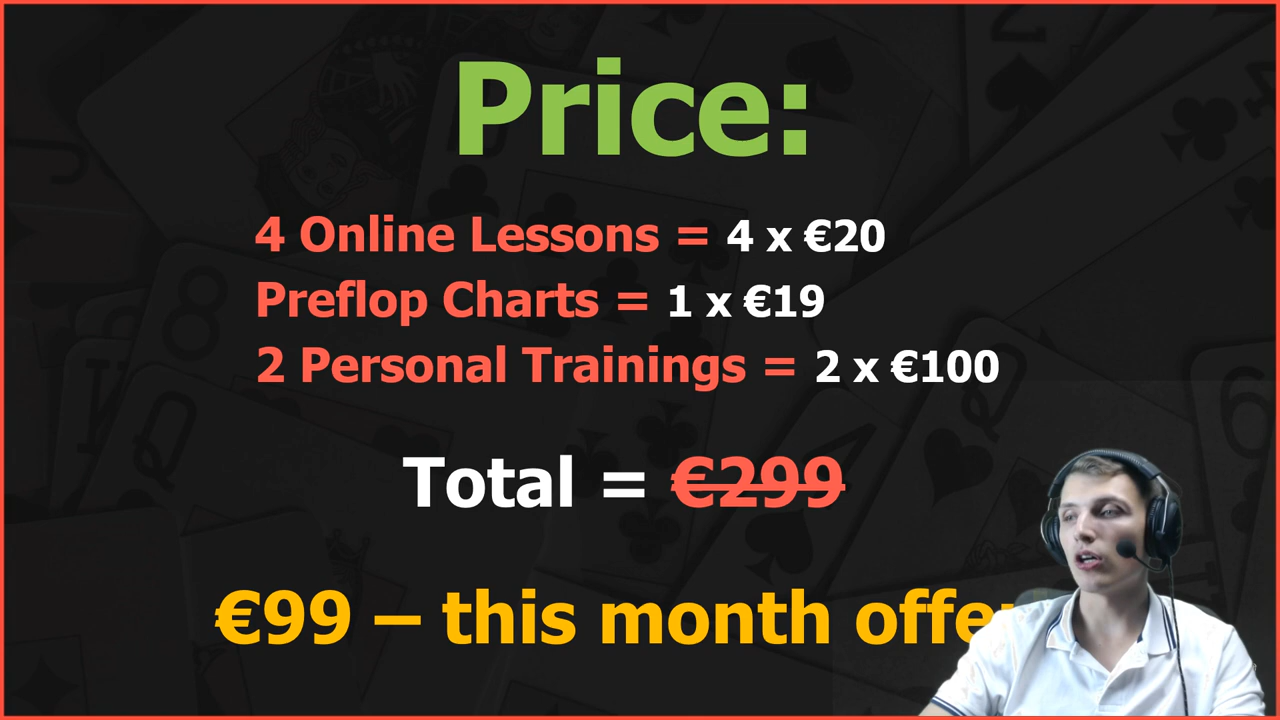 Price:
4 Online Lessons = 4 x €20
Preflop Charts = 1 x €19
2 Personal Trainings = 2 x €100
Total = €299
€99 – this month offer